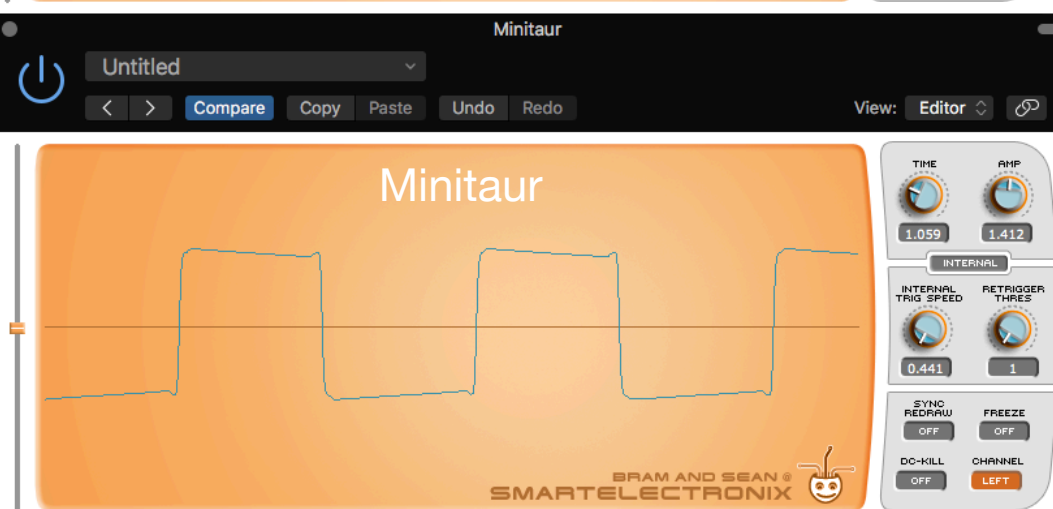 Minitaur
Untitled
Compare Copy Paste Undo Redo View: Editor
Minitaur
TIME AMP
1.059 1.412
INTERNAL
INTERNAL TRIG SPEED RETRIGGER THRES
0.441 1
SYNC REDRAW FREEZE
OFF OFF
DC-KILL CHANNEL
OFF LEFT
BRAM AND SEAN @
SMARTELECTRONIX